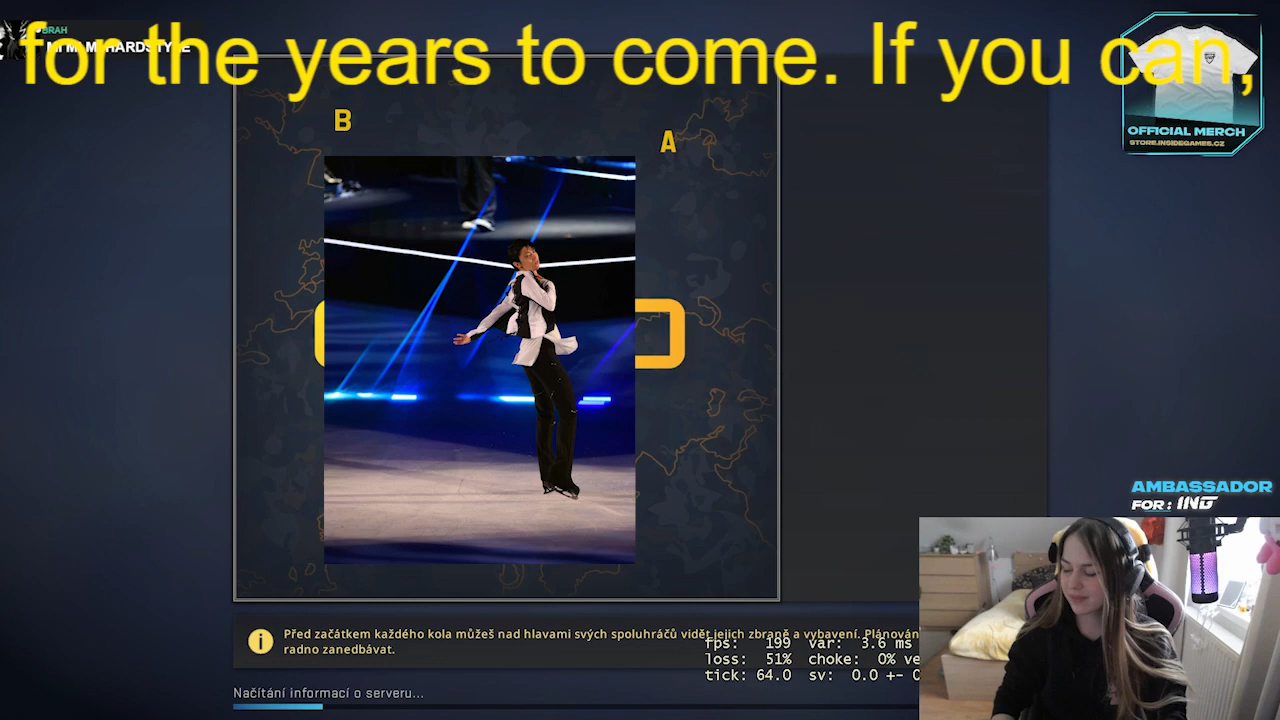 for the years to come. If you can,
BRAH
B
A
OFFICIAL MERCH
STORE.INSIDEGAMES.CZ
AMBASSADOR
FOR: ING
Před začátkem každého kola můžeš nad hlavami svých spoluhráčů vidět jejich zbraně a vybavení.
radno zanedbávat.
fps: 199 var: 3.6 ms
loss: 51% choke: 0%
tick: 64.0 sv: 0.0 +-
Načítání informací o serveru...